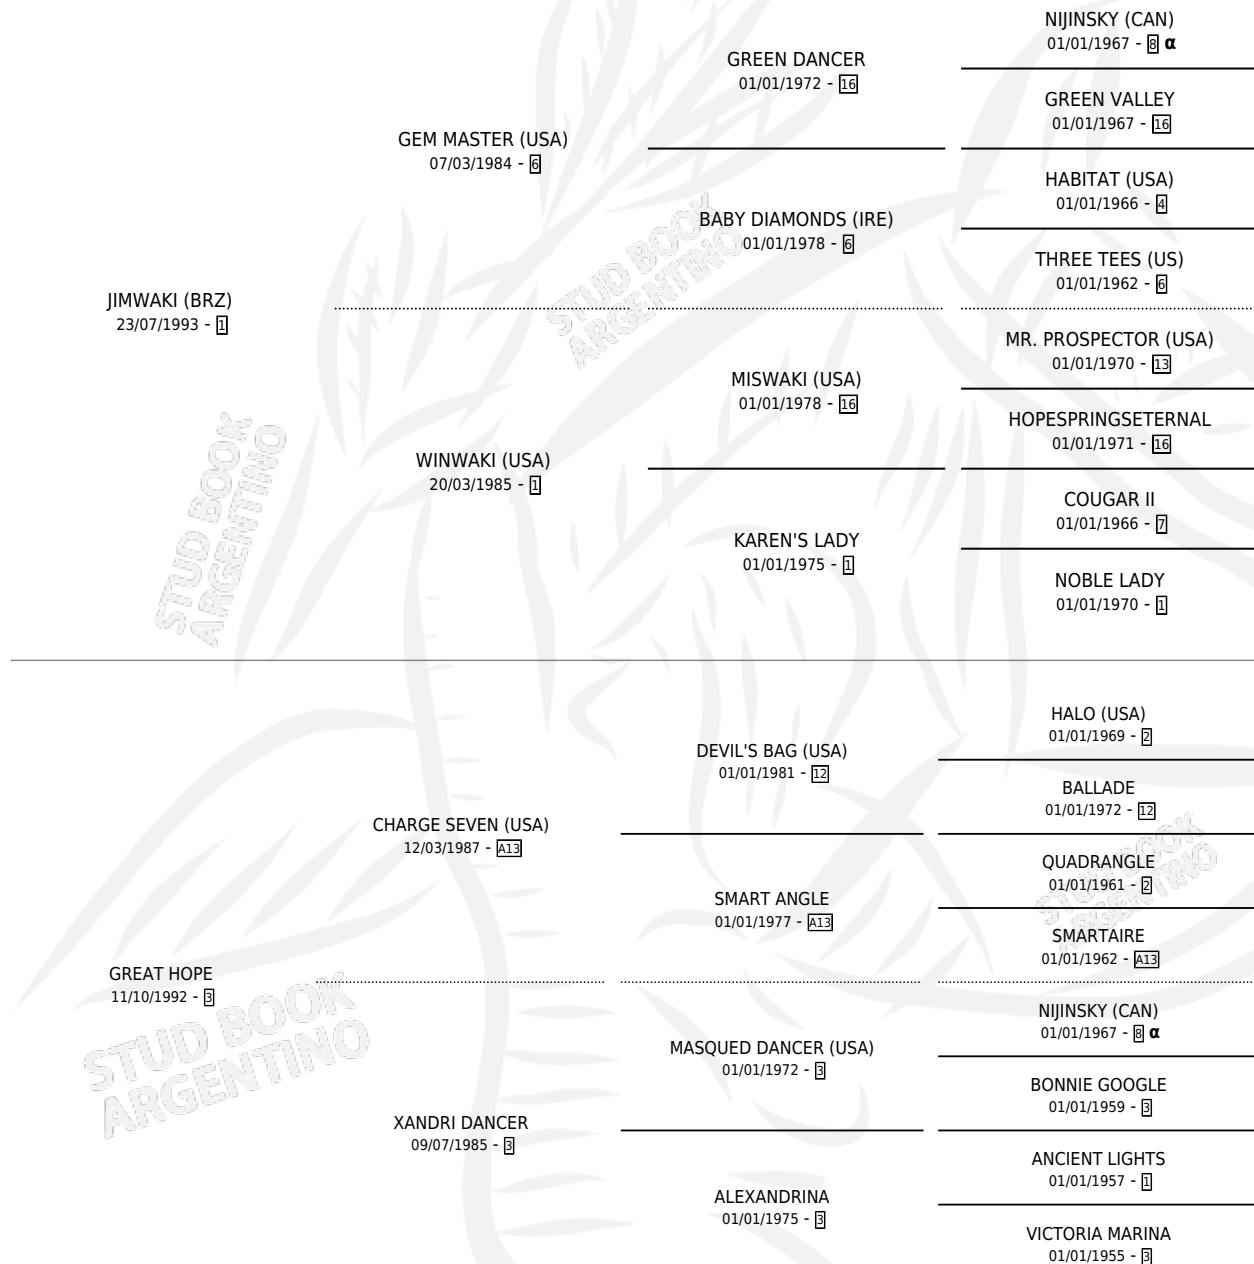 NIJINSKY (CAN)
01/01/1967 - 8 α
GREEN DANCER
01/01/1972 - 16
GREEN VALLEY
01/01/1967 - 16
GEM MASTER (USA)
07/03/1984 - 6
HABITAT (USA)
01/01/1966 - 4
BABY DIAMONDS (IRE)
01/01/1978 - 6
THREE TEES (US)
01/01/1962 - 6
JIMWAKI (BRZ)
23/07/1993 - 1
MR. PROSPECTOR (USA)
01/01/1970 - 13
MISWAKI (USA)
01/01/1978 - 16
HOPESPRINGSETERNAL
01/01/1971 - 16
WINWAKI (USA)
20/03/1985 - 1
COUGAR II
01/01/1966 - 7
KAREN'S LADY
01/01/1975 - 1
NOBLE LADY
01/01/1970 - 1
STUD BOOK
ARGENTINO
STUD BOOK
ARGENTINO
HALO (USA)
01/01/1969 - 2
DEVIL'S BAG (USA)
01/01/1981 - 12
BALLADE
01/01/1972 - 12
CHARGE SEVEN (USA)
12/03/1987 - A13
QUADRANGLE
01/01/1961 - 2
SMART ANGLE
01/01/1977 - A13
SMARTAIRE
01/01/1962 - A13
STUD BOOK
ARGENTINO
GREAT HOPE
11/10/1992 - 3
NIJINSKY (CAN)
01/01/1967 - 8 α
MASQUED DANCER (USA)
01/01/1972 - 3
BONNIE GOOGLE
01/01/1959 - 3
XANDRI DANCER
09/07/1985 - 3
ANCIENT LIGHTS
01/01/1957 - 1
ALEXANDRINA
01/01/1975 - 3
VICTORIA MARINA
01/01/1955 - 3
STUD BOOK
ARGENTINO